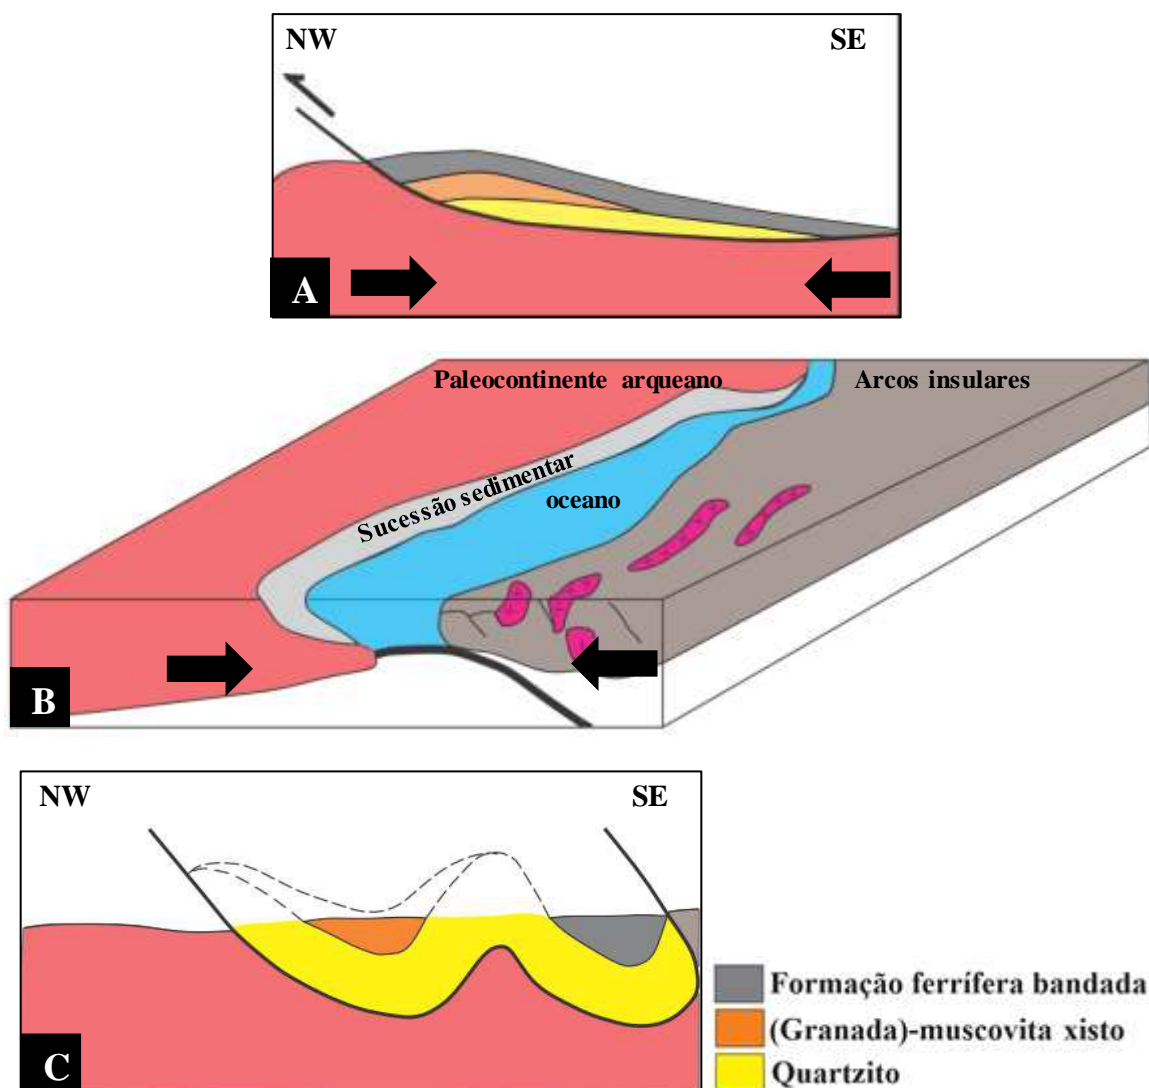 NW
SE
A
Paleocontinente arqueano
Arcos insulares
Sucessão sedimentar
oceano
B
NW
SE
C
Formação ferrífera bandada
(Granada)-muscovita xisto
Quartzito